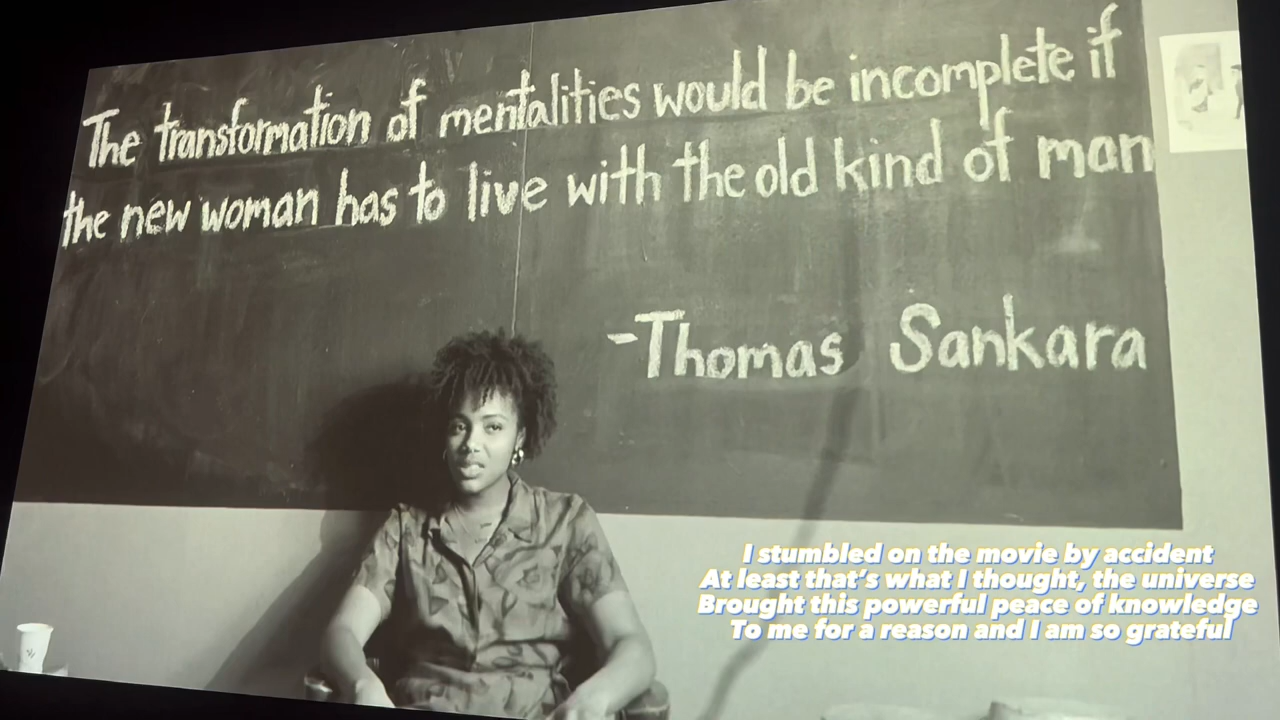 The transformation of mentalities would be incomplete if
the new woman has to live with the old kind of man
-Thomas Sankara
I stumbled on the movie by accident
At least that's what I thought, the universe
Brought this powerful peace of knowledge
To me for a reason and I am so grateful